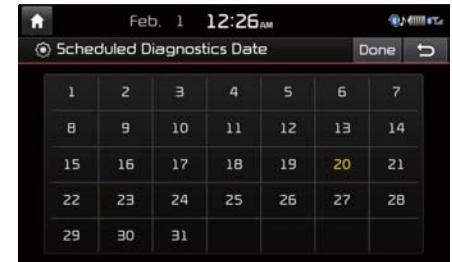 Feb. 1 12:26 AM
Scheduled Diagnostics Date Done
1 2 3 4 5 6 7
8 9 10 11 12 13 14
15 16 17 18 19 20 21
22 23 24 25 26 27 28
29 30 31